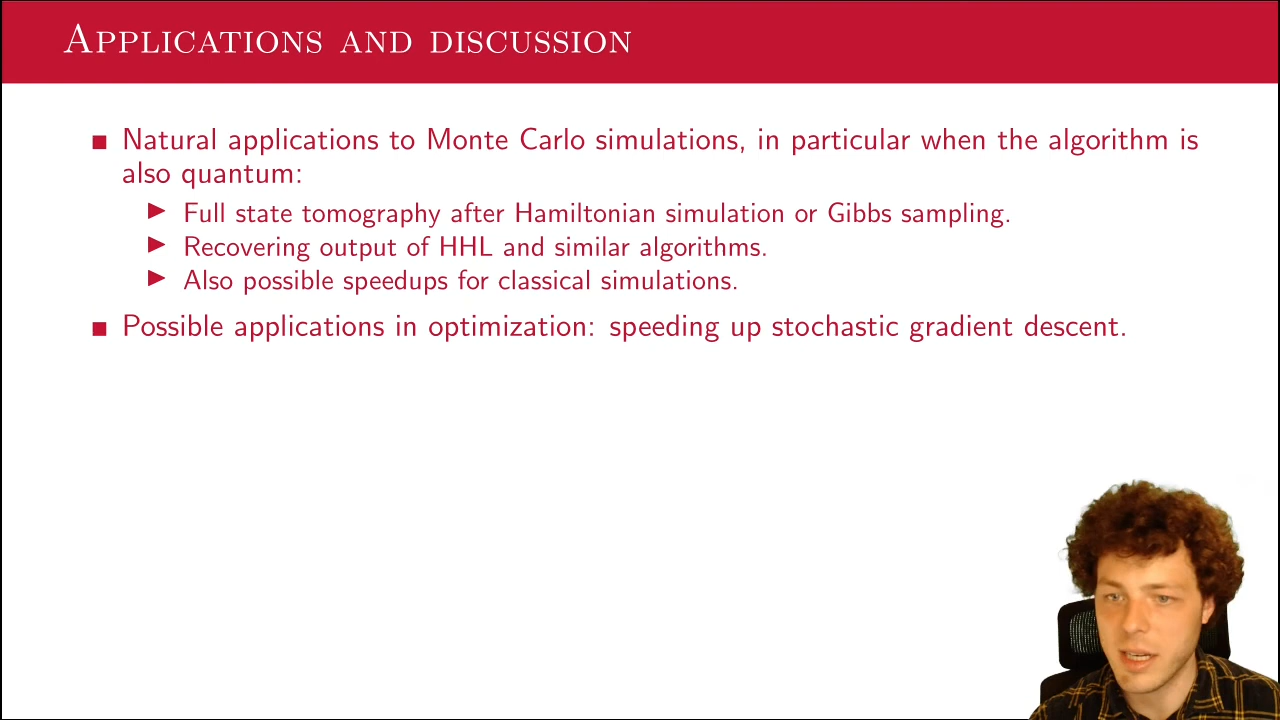 Applications and discussion
Natural applications to Monte Carlo simulations, in particular when the algorithm is
also quantum:
Full state tomography after Hamiltonian simulation or Gibbs sampling.
Recovering output of HHL and similar algorithms.
Also possible speedups for classical simulations.
Possible applications in optimization: speeding up stochastic gradient descent.